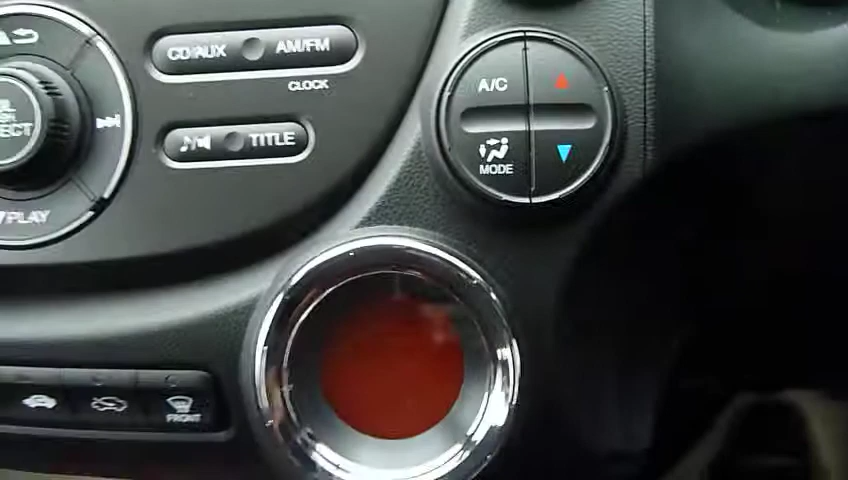 CD/AUX AM/FM
CLOCK
TITLE
PLAY
A/C
MODE
FRONT